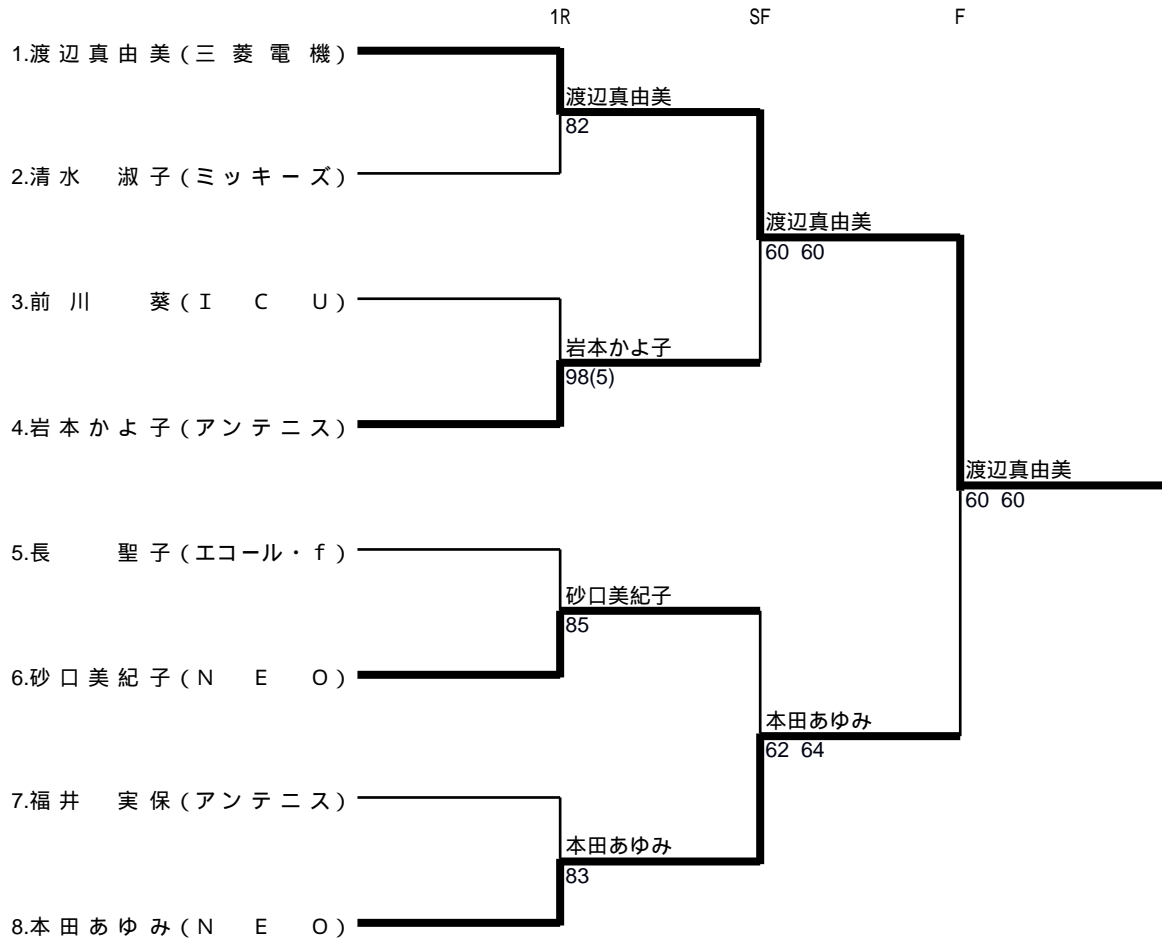 1R SF F
1.渡辺真由美(三菱電機)
渡辺真由美
82
2.清水 淑子(ミッキーズ)
渡辺真由美
60 60
3.前川 葵(I C U)
岩本かよ子
98(5)
4.岩本かよ子(アンテニス)
渡辺真由美
60 60
5.長 聖子(エコール・f)
砂口美紀子
85
6.砂口美紀子(N E O)
本田あゆみ
62 64
7.福井 実保(アンテニス)
本田あゆみ
83
8.本田あゆみ(N E O)